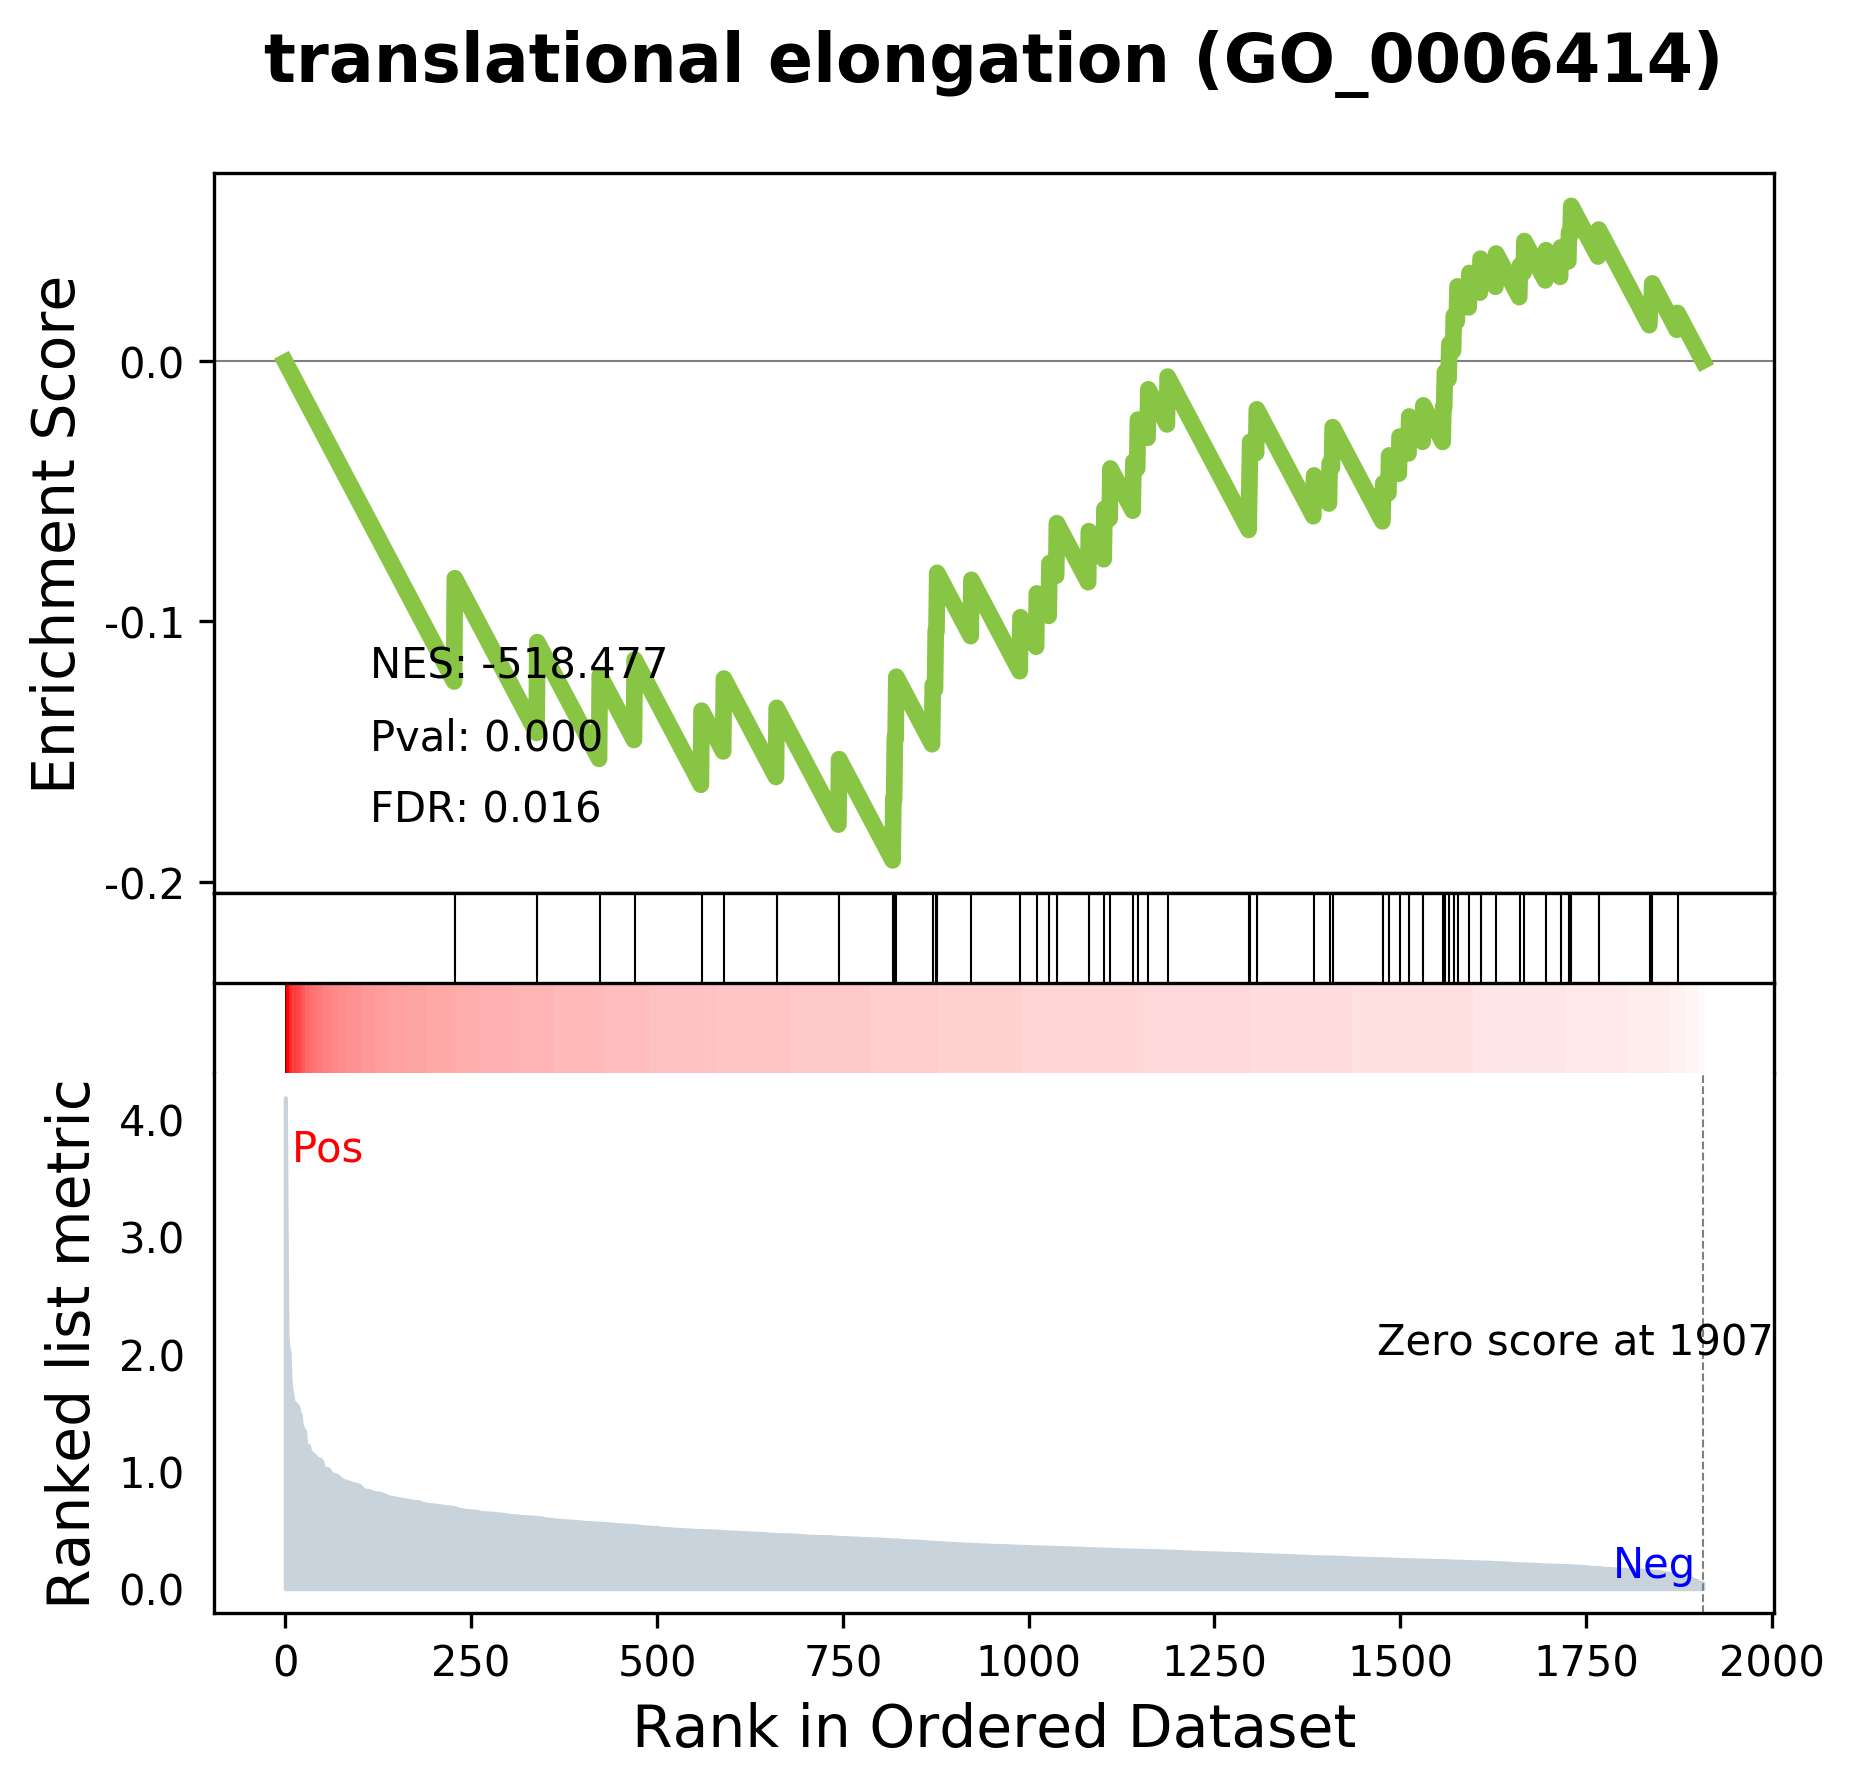 translational elongation (GO_0006414)
Enrichment Score
0.0
-0.1
-0.2
NES: -518.477
Pval: 0.000
FDR: 0.016
Ranked list metric
4.0
3.0
2.0
1.0
0.0
Pos
Zero score at 1907
Neg
0 250 500 750 1000 1250 1500 1750 2000
Rank in Ordered Dataset